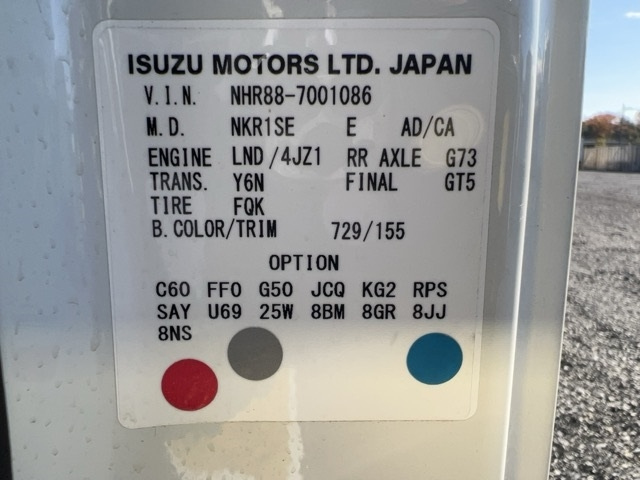 ISUZU MOTORS LTD. JAPAN
V.I.N. NHR88-7001086
M.D. NKR1SE E AD/CA
ENGINE LND/4JZ1 RR AXLE G73
TRANS. Y6N FINAL GT5
TIRE FQK
B.COLOR/TRIM 729/155
OPTION
C60 FF0 G50 JCQ KG2 RPS
SAY U69 25W 8BM 8GR 8JJ
8NS